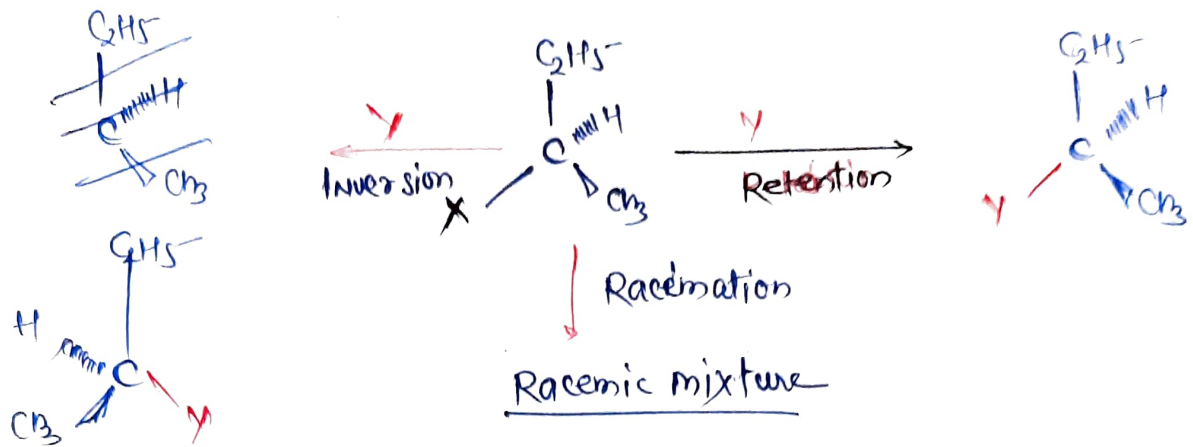 C₂H5
C
H
CH3
C₂H5
H
C
CH3
Y
Y
Inversion
C₂H5
H
C
X
CH3
Y
Retention
C₂H5
H
C
Y
CH3
Racemation
Racemic mixture